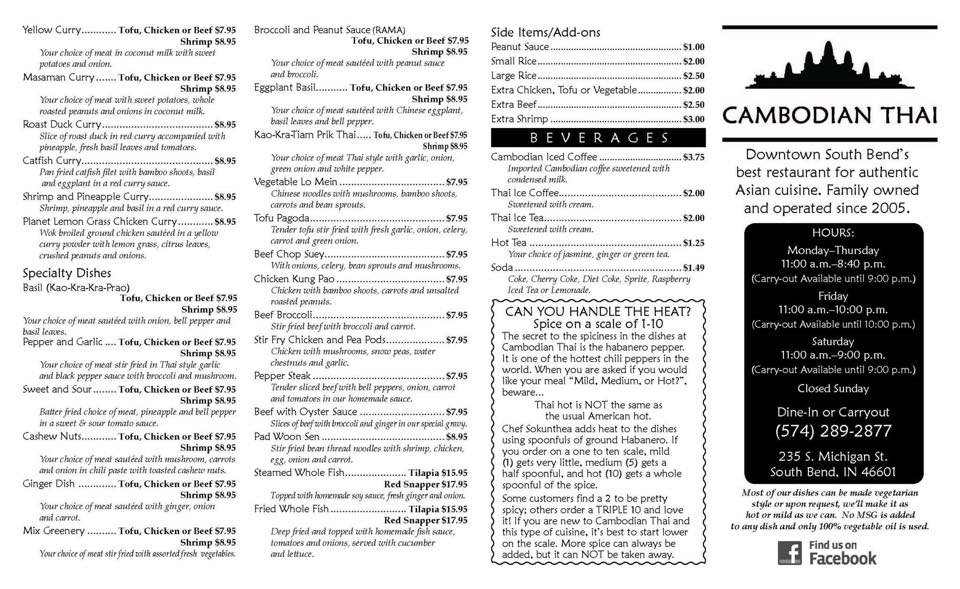 Yellow Curry............ Tofu, Chicken or Beef $7.95
Shrimp $8.95
Your choice of meat in coconut milk with sweet
potatoes and onion.
Masaman Curry ....... Tofu, Chicken or Beef $7.95
Shrimp $8.95
Your choice of meat with sweet potatoes, whole
roasted peanuts and onions in coconut milk.
Roast Duck Curry...................................... $8.95
Slice of roast duck in red curry accompanied with
pineapple, fresh basil leaves and tomatoes.
Catfish Curry............................................. $8.95
Pan fried catfish filet with bamboo shoots, basil
and eggplant in a red curry sauce.
Shrimp and Pineapple Curry...................... $8.95
Shrimp, pineapple and basil in a red curry sauce.
Planet Lemon Grass Chicken Curry............ $8.95
Wok broiled ground chicken sautéed in a yellow
curry powder with lemon grass, citrus leaves,
crushed peanuts and onions.
Specialty Dishes
Basil (Kao-Kra-Kra-Prao)
Tofu, Chicken or Beef $7.95
Shrimp $8.95
Your choice of meat sautéed with onion, bell pepper and
basil leaves.
Pepper and Garlic .... Tofu, Chicken or Beef $7.95
Shrimp $8.95
Your choice of meat stir fried in Thai style garlic
and black pepper sauce with broccoli and mushroom.
Sweet and Sour ........ Tofu, Chicken or Beef $7.95
Shrimp $8.95
Batter fried choice of meat, pineapple and bell pepper
in a sweet & sour tomato sauce.
Cashew Nuts............ Tofu, Chicken or Beef $7.95
Shrimp $8.95
Your choice of meat sautéed with mushroom, carrots
and onion in chili paste with toasted cashew nuts.
Ginger Dish ............. Tofu, Chicken or Beef $7.95
Shrimp $8.95
Your choice of meat sautéed with ginger, onion
and carrot.
Mix Greenery .......... Tofu, Chicken or Beef $7.95
Shrimp $8.95
Your choice of meat stir fried with assorted fresh vegetables.
Broccoli and Peanut Sauce (RAMA)
Tofu, Chicken or Beef $7.95
Shrimp $8.95
Your choice of meat sautéed with peanut sauce
and broccoli.
Eggplant Basil........... Tofu, Chicken or Beef $7.95
Shrimp $8.95
Your choice of meat sautéed with Chinese eggplant,
basil leaves and bell pepper.
Kao-Kra-Tiam Prik Thai..... Tofu, Chicken or Beef $7.95
Shrimp $8.95
Your choice of meat Thai style with garlic, onion,
green onion and white pepper.
Vegetable Lo Mein .................................... $7.95
Chinese noodles with mushrooms, bamboo shoots,
carrots and bean sprouts.
Tofu Pagoda.............................................. $7.95
Tender tofu stir fried with fresh garlic, onion, celery,
carrot and green onion.
Beef Chop Suey......................................... $7.95
With onions, celery, bean sprouts and mushrooms.
Chicken Kung Pao ..................................... $7.95
Chicken with bamboo shoots, carrots and unsalted
roasted peanuts.
Beef Broccoli............................................. $7.95
Stir fried beef with broccoli and carrot.
Stir Fry Chicken and Pea Pods.................... $7.95
Chicken with mushrooms, snow peas, water
chestnuts and garlic.
Pepper Steak ............................................. $7.95
Tender sliced beef with bell peppers, onion, carrot
and tomatoes in our homemade sauce.
Beef with Oyster Sauce ............................. $7.95
Slices of beef with broccoli and ginger in our special gravy.
Pad Woon Sen .......................................... $8.95
Stir fried bean thread noodles with shrimp, chicken,
egg, onion and carrot.
Steamed Whole Fish..................... Tilapia $15.95
Red Snapper $17.95
Topped with homemade soy sauce, fresh ginger and onion.
Fried Whole Fish.......................... Tilapia $15.95
Red Snapper $17.95
Deep fried and topped with homemade fish sauce,
tomatoes and onions, served with cucumber
and lettuce.
Side Items/Add-ons
Peanut Sauce .................................................. $1.00
Small Rice........................................................ $2.00
Large Rice........................................................ $2.50
Extra Chicken, Tofu or Vegetable................. $2.00
Extra Beef........................................................ $2.50
Extra Shrimp ................................................... $3.00
BEVERAGES
Cambodian Iced Coffee ............................. $3.75
Imported Cambodian coffee sweetened with
condensed milk.
Thai Ice Coffee.......................................... $2.00
Sweetened with cream.
Thai Ice Tea............................................... $2.00
Sweetened with cream.
Hot Tea .................................................... $1.25
Your choice of jasmine, ginger or green tea.
Soda ......................................................... $1.49
Coke, Cherry Coke, Diet Coke, Sprite, Raspberry
Iced Tea or Lemonade.
CAN YOU HANDLE THE HEAT?
Spice on a scale of 1-10
The secret to the spiciness in the dishes at
Cambodian Thai is the habanero pepper.
It is one of the hottest chili peppers in the
world. When you are asked if you would
like your meal “Mild, Medium, or Hot?”,
beware...
Thai hot is NOT the same as
the usual American hot.
Chef Sokunthea adds heat to the dishes
using spoonfuls of ground Habanero. If
you order on a one to ten scale, mild
(1) gets very little, medium (5) gets a
half spoonful, and hot (10) gets a whole
spoonful of the spice.
Some customers find a 2 to be pretty
spicy; others order a TRIPLE 10 and love
it! If you are new to Cambodian Thai and
this type of cuisine, it’s best to start lower
on the scale. More spice can always be
added, but it can NOT be taken away.
CAMBODIAN THAI
Downtown South Bend’s
best restaurant for authentic
Asian cuisine. Family owned
and operated since 2005.
HOURS:
Monday–Thursday
11:00 a.m.–8:40 p.m.
(Carry-out Available until 9:00 p.m.)
Friday
11:00 a.m.–10:00 p.m.
(Carry-out Available until 10:00 p.m.)
Saturday
11:00 a.m.–9:00 p.m.
(Carry-out Available until 9:00 p.m.)
Closed Sunday
Dine-In or Carryout
(574) 289-2877
235 S. Michigan St.
South Bend, IN 46601
Most of our dishes can be made vegetarian
style or upon request, we’ll make it as
hot or mild as we can. No MSG is added
to any dish and only 100% vegetable oil is used.
Find us on
Facebook